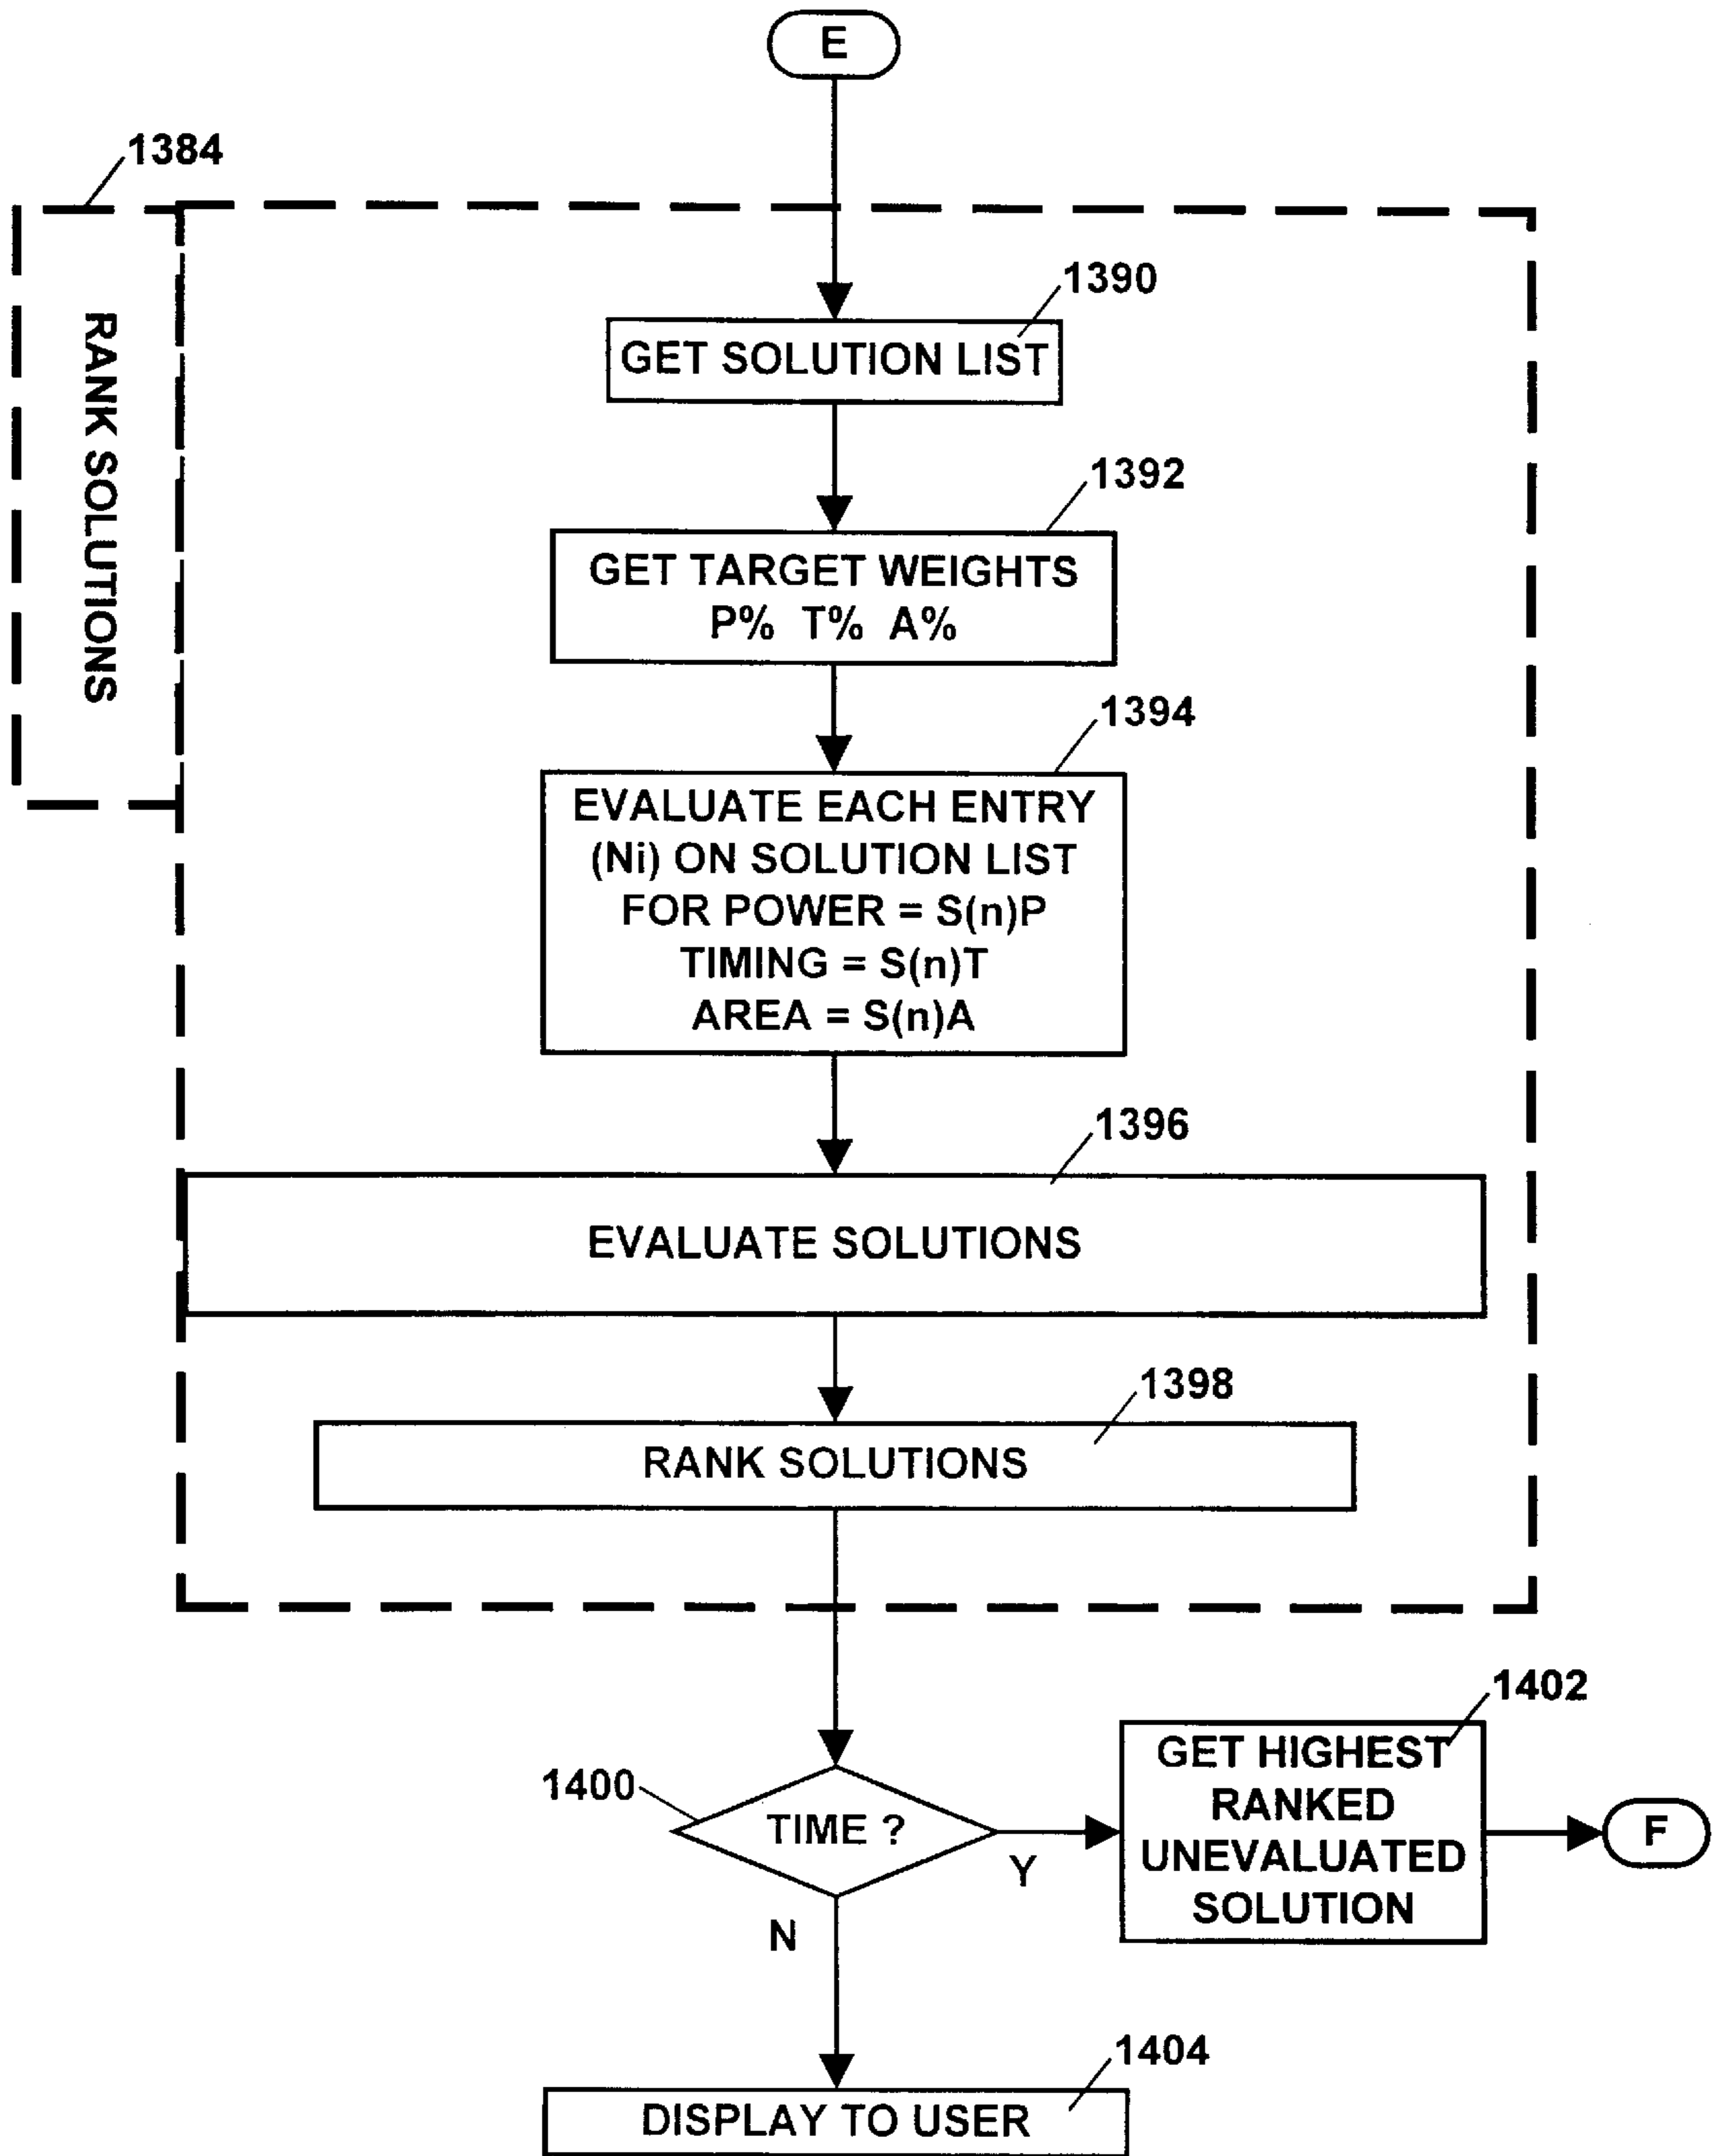 E
1384
RANK SOLUTIONS
1390
GET SOLUTION LIST
1392
GET TARGET WEIGHTS
P% T% A%
1394
EVALUATE EACH ENTRY
(Ni) ON SOLUTION LIST
FOR POWER = S(n)P
TIMING = S(n)T
AREA = S(n)A
1396
EVALUATE SOLUTIONS
1398
RANK SOLUTIONS
1400
TIME ?
Y
N
1402
GET HIGHEST
RANKED
UNEVALUATED
SOLUTION
F
1404
DISPLAY TO USER